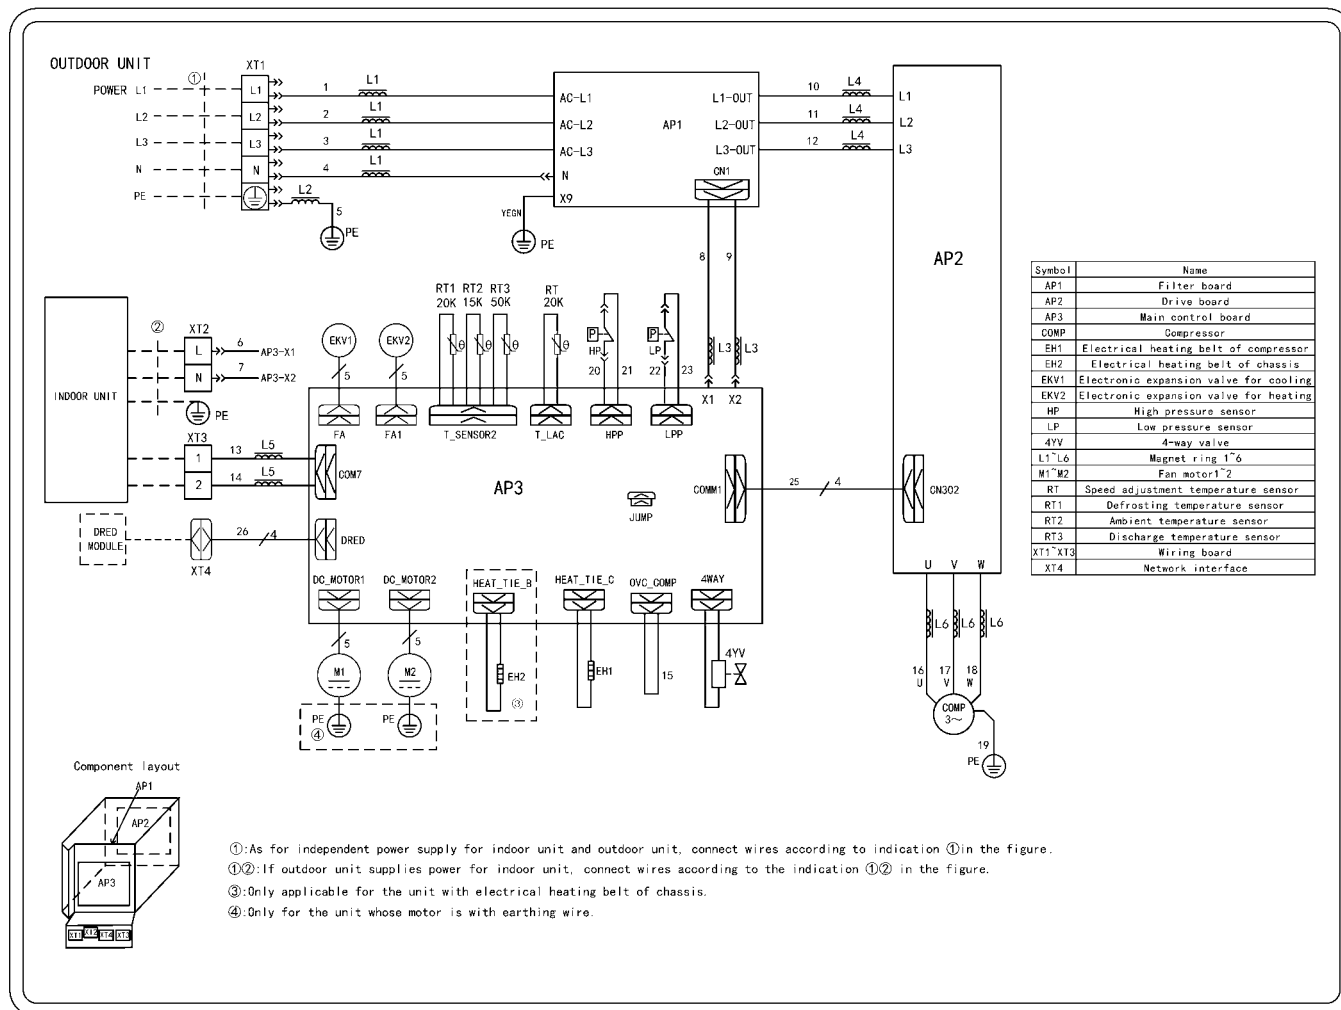 OUTDOOR UNIT
XT1
①
POWER L1
L2
L3
N
PE
L1
L2
L3
N
1
L1
2
L1
3
L1
4
L1
L2
5
PE
AC-L1
AC-L2
AC-L3
N
X9
AP1
L1-OUT
L2-OUT
L3-OUT
CN1
YEGN
PE
10
L4
11
L4
12
L4
L1
L2
L3
AP2
8
9
L3
L3
X1
X2
INDOOR UNIT
②
XT2
L
N
6
AP3-X1
7
AP3-X2
PE
XT3
1
2
13
L5
14
L5
COM7
DRED
MODULE
XT4
26
4
DRED
EKV1
5
FA
EKV2
5
FA1
RT1
20K
RT2
15K
RT3
50K
θ
θ
θ
T_SENSOR2
RT
20K
θ
T_LAC
P
HP
20
21
HPP
P
LP
22
23
LPP
AP3
JUMP
COMM1
25
4
CN302
DC_MOTOR1
DC_MOTOR2
HEAT_TIE_B
HEAT_TIE_C
OVC_COMP
4WAY
5
5
M1
M2
PE
④
PE
EH2
③
EH1
15
4YV
U
V
W
L6
L6
L6
16
U
17
V
18
W
COMP
3~
19
PE
Symbol Name
AP1 Filter board
AP2 Drive board
AP3 Main control board
COMP Compressor
EH1 Electrical heating belt of compressor
EH2 Electrical heating belt of chassis
EKV1 Electronic expansion valve for cooling
EKV2 Electronic expansion valve for heating
HP High pressure sensor
LP Low pressure sensor
4YV 4-way valve
L1~L6 Magnet ring 1~6
M1~M2 Fan motor1~2
RT Speed adjustment temperature sensor
RT1 Defrosting temperature sensor
RT2 Ambient temperature sensor
RT3 Discharge temperature sensor
XT1~XT3 Wiring board
XT4 Network interface
Component layout
AP1
AP2
AP3
XT1
XT2
XT4
XT3
①:As for independent power supply for indoor unit and outdoor unit, connect wires according to indication ①in the figure.
①②:If outdoor unit supplies power for indoor unit, connect wires according to the indication ①② in the figure.
③:Only applicable for the unit with electrical heating belt of chassis.
④:Only for the unit whose motor is with earthing wire.